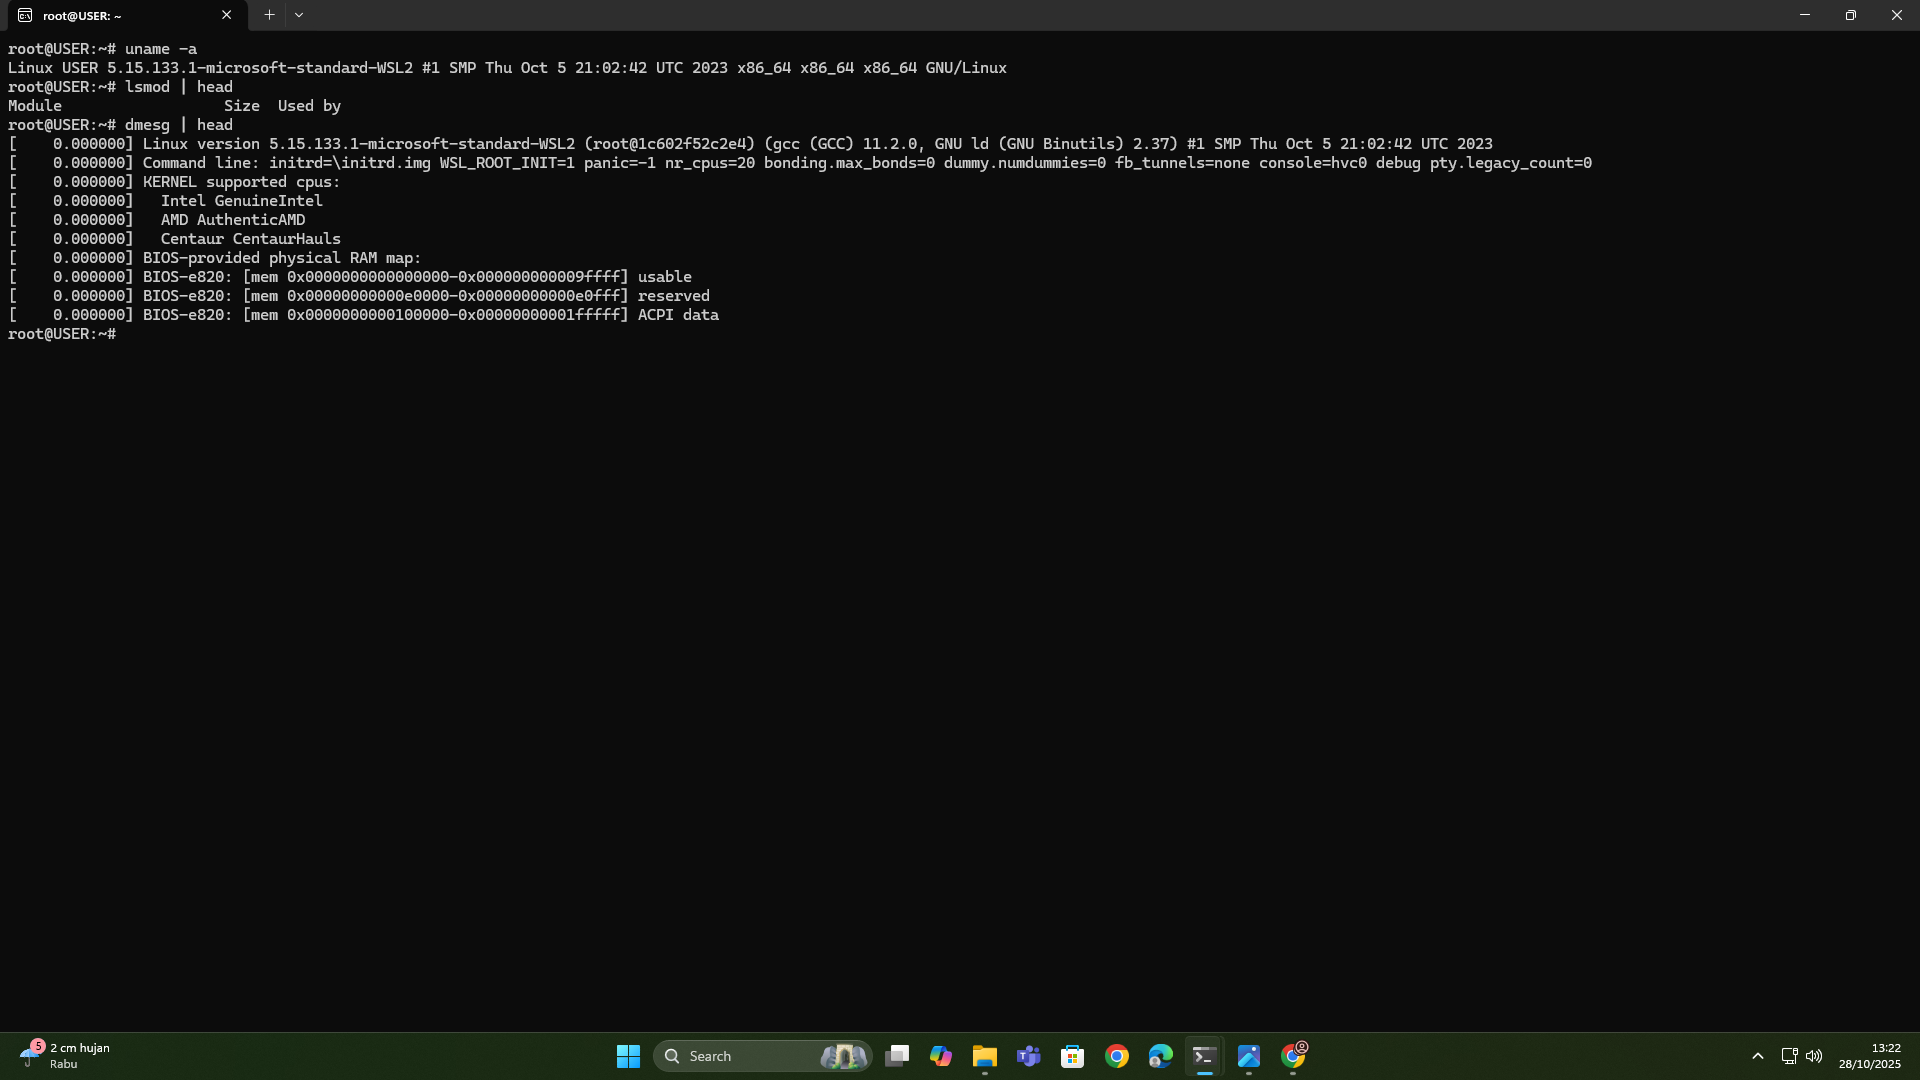 root@USER: ~
root@USER:~# uname -a
Linux USER 5.15.133.1-microsoft-standard-WSL2 #1 SMP Thu Oct 5 21:02:42 UTC 2023 x86_64 x86_64 x86_64 GNU/Linux
root@USER:~# lsmod | head
Module                  Size  Used by
root@USER:~# dmesg | head
[    0.000000] Linux version 5.15.133.1-microsoft-standard-WSL2 (root@1c602f52c2e4) (gcc (GCC) 11.2.0, GNU ld (GNU Binutils) 2.37) #1 SMP Thu Oct 5 21:02:42 UTC 2023
[    0.000000] Command line: initrd=\initrd.img WSL_ROOT_INIT=1 panic=-1 nr_cpus=20 bonding.max_bonds=0 dummy.numdummies=0 fb_tunnels=none console=hvc0 debug pty.legacy_count=0
[    0.000000] KERNEL supported cpus:
[    0.000000]   Intel GenuineIntel
[    0.000000]   AMD AuthenticAMD
[    0.000000]   Centaur CentaurHauls
[    0.000000] BIOS-provided physical RAM map:
[    0.000000] BIOS-e820: [mem 0x0000000000000000-0x000000000009ffff] usable
[    0.000000] BIOS-e820: [mem 0x00000000000e0000-0x00000000000e0fff] reserved
[    0.000000] BIOS-e820: [mem 0x0000000000100000-0x00000000001fffff] ACPI data
root@USER:~#
5
2 cm hujan
Rabu
Search
13:22
28/10/2025